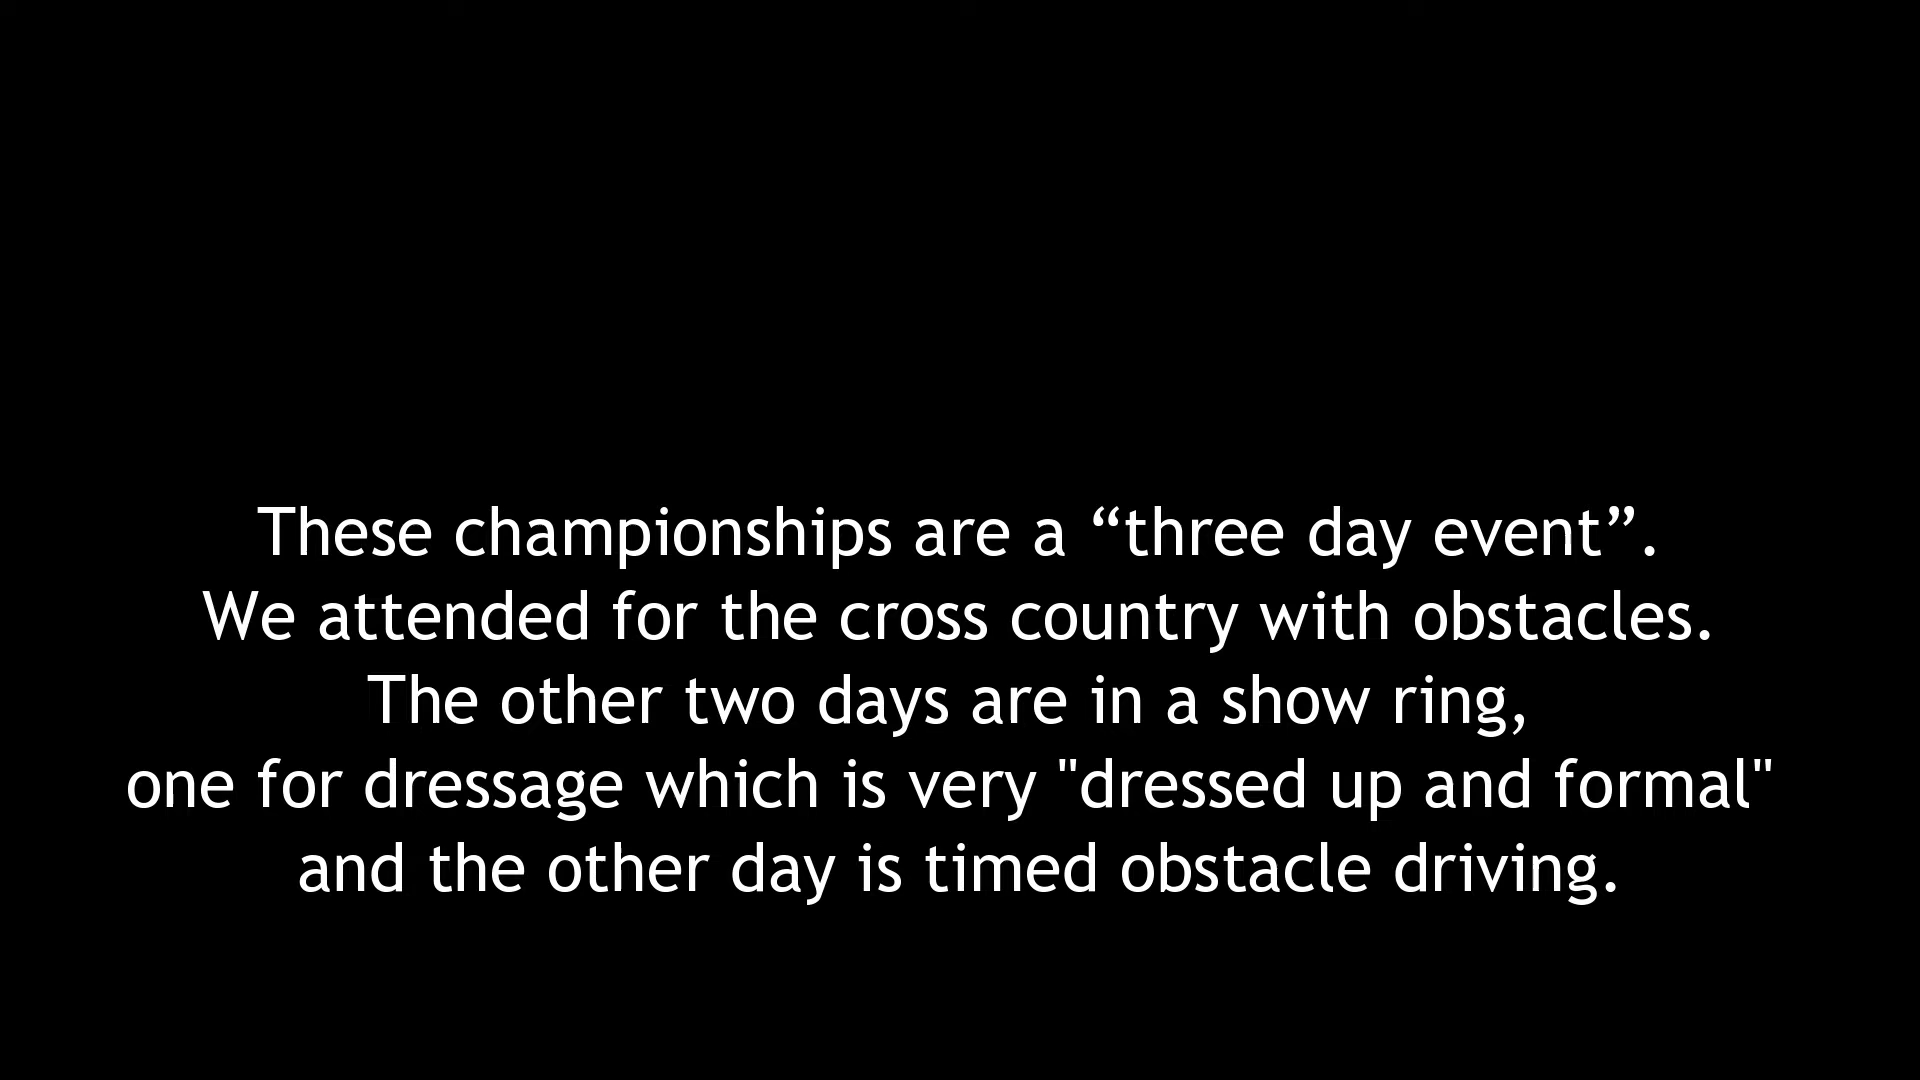 These championships are a “three day event”.
We attended for the cross country with obstacles.
The other two days are in a show ring,
one for dressage which is very "dressed up and formal"
and the other day is timed obstacle driving.